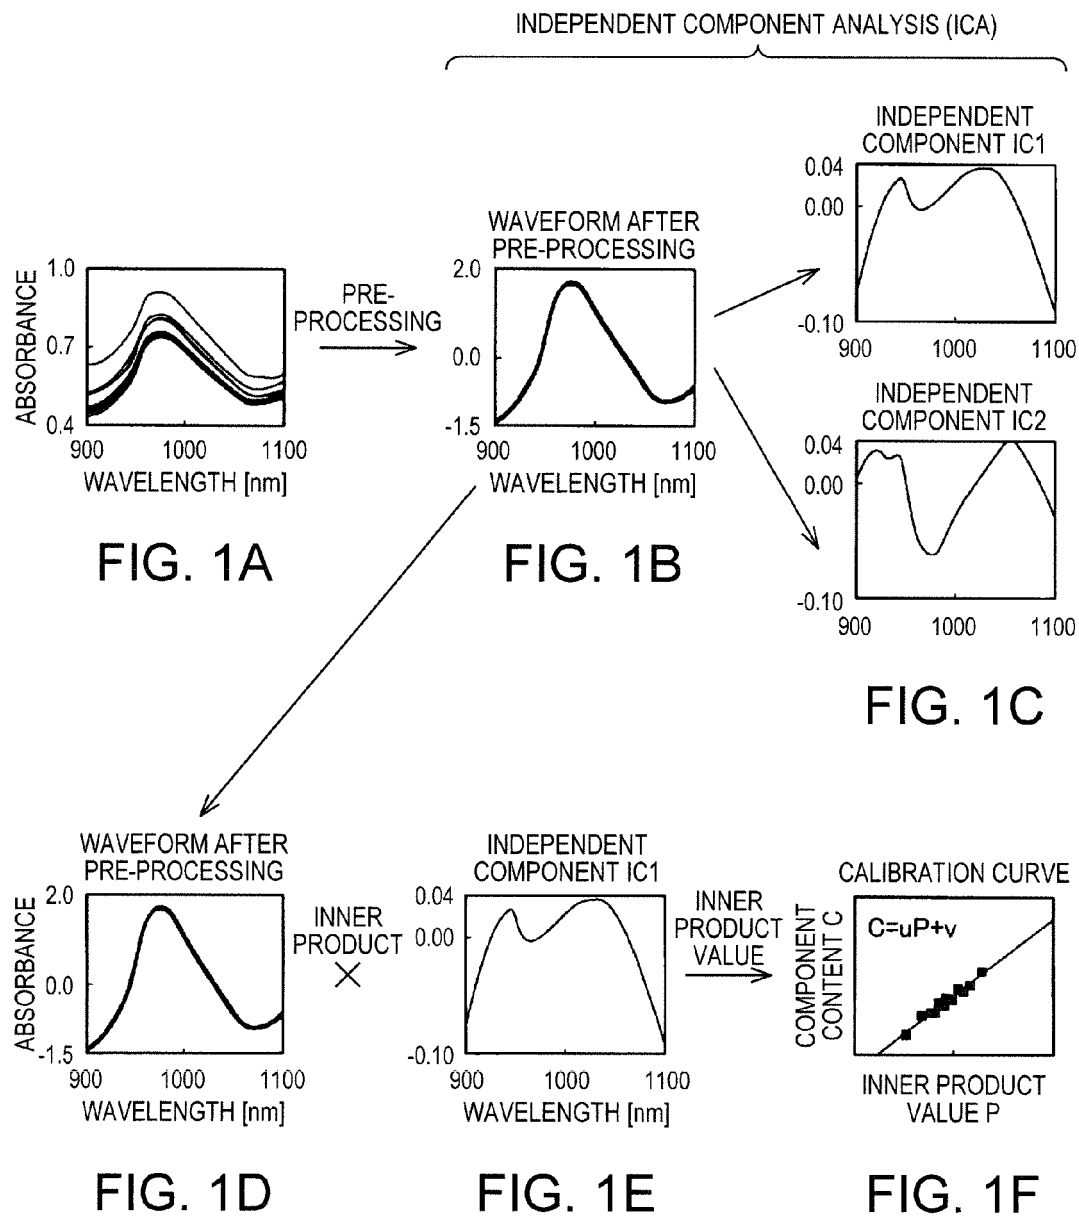 INDEPENDENT COMPONENT ANALYSIS (ICA)
INDEPENDENT
COMPONENT IC1
0.04
0.00
-0.10
900 1000 1100
WAVEFORM AFTER
PRE-PROCESSING
2.0
0.0
-1.5
900 1000 1100
WAVELENGTH [nm]
FIG. 1B
ABSORBANCE
1.0
0.7
0.4
900 1000 1100
WAVELENGTH [nm]
FIG. 1A
PRE-
PROCESSING
INDEPENDENT
COMPONENT IC2
0.04
0.00
-0.10
900 1000 1100
FIG. 1C
WAVEFORM AFTER
PRE-PROCESSING
ABSORBANCE
2.0
0.0
-1.5
900 1000 1100
WAVELENGTH [nm]
FIG. 1D
INNER
PRODUCT
×
INDEPENDENT
COMPONENT IC1
0.04
0.00
-0.10
900 1000 1100
WAVELENGTH [nm]
FIG. 1E
INNER
PRODUCT
VALUE
CALIBRATION CURVE
C=uP+v
COMPONENT
CONTENT C
INNER PRODUCT
VALUE P
FIG. 1F